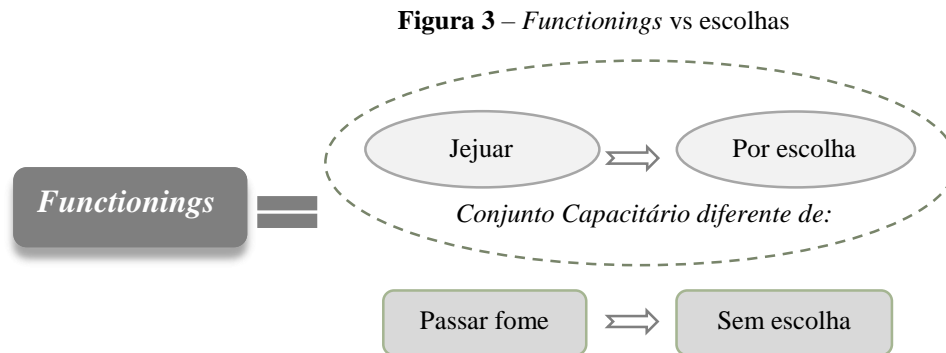 Figura 3 – Functionings vs escolhas
Jejuar
Por escolha
Functionings
Conjunto Capacitário diferente de:
Passar fome
Sem escolha